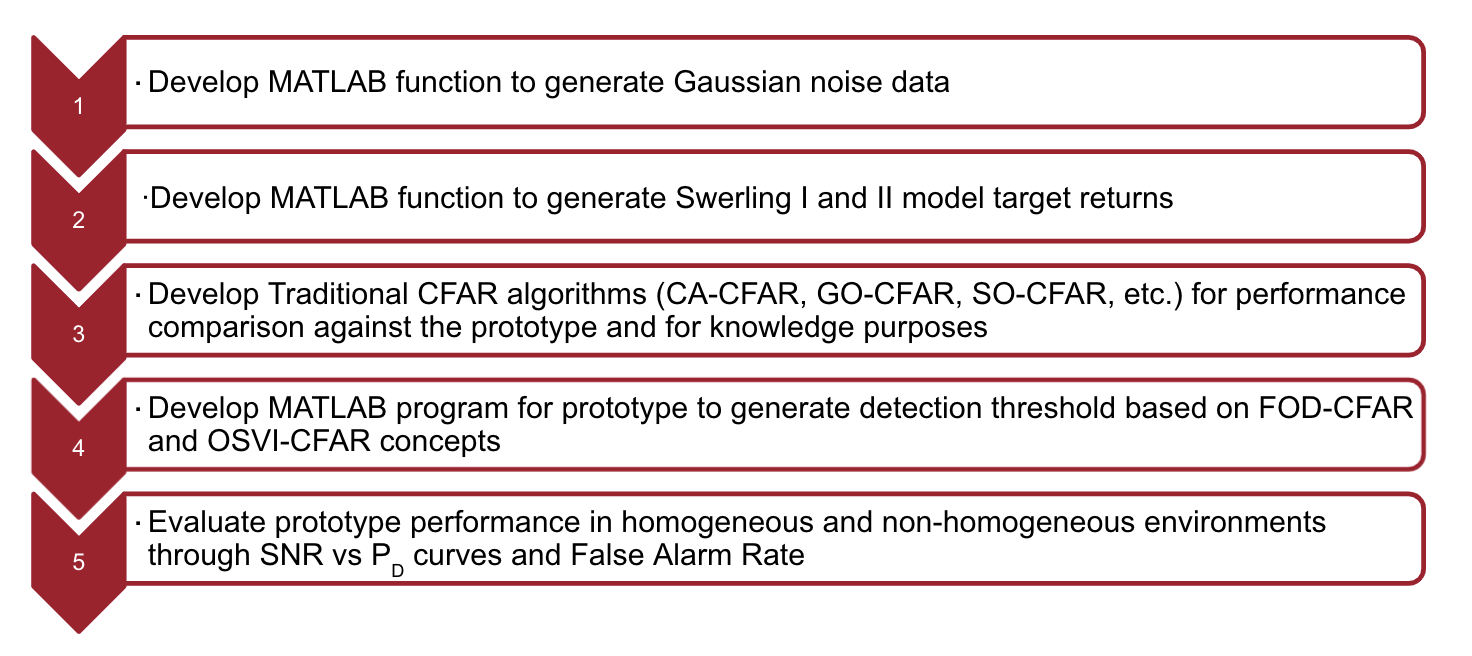 1
· Develop MATLAB function to generate Gaussian noise data
2
·Develop MATLAB function to generate Swerling I and II model target returns
3
· Develop Traditional CFAR algorithms (CA-CFAR, GO-CFAR, SO-CFAR, etc.) for performance
comparison against the prototype and for knowledge purposes
4
· Develop MATLAB program for prototype to generate detection threshold based on FOD-CFAR
and OSVI-CFAR concepts
5
· Evaluate prototype performance in homogeneous and non-homogeneous environments
through SNR vs PD curves and False Alarm Rate